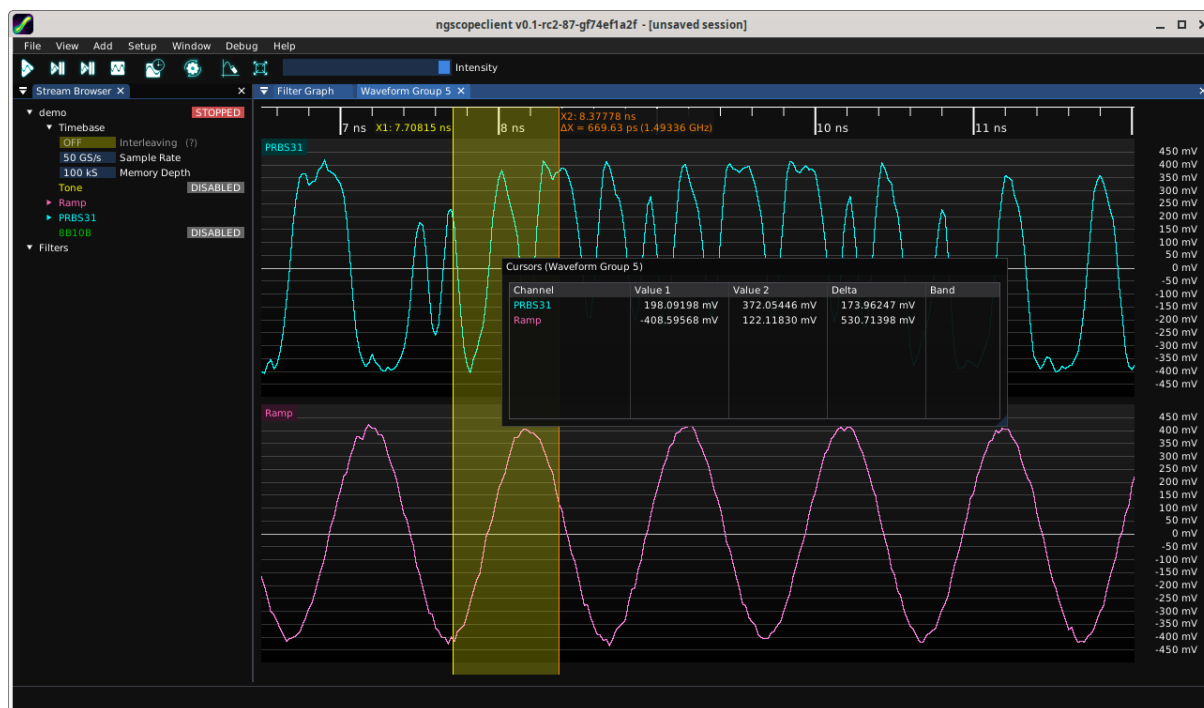 ngscopeclient v0.1-rc2-87-gf74ef1a2f - [unsaved session]
File View Add Setup Window Debug Help
Intensity
Stream Browser
Filter Graph Waveform Group 5
demo STOPPED
Timebase
OFF Interleaving (?)
50 GS/s Sample Rate
100 kS Memory Depth
Tone DISABLED
Ramp
PRBS31
8B10B DISABLED
Filters
X2: 8.37778 ns
7 ns X1: 7.70815 ns 8 ns ΔX = 669.63 ps (1.49336 GHz) 10 ns 11 ns
PRBS31
450 mV
400 mV
350 mV
300 mV
250 mV
200 mV
150 mV
100 mV
50 mV
0 mV
-50 mV
-100 mV
-150 mV
-200 mV
-250 mV
-300 mV
-350 mV
-400 mV
-450 mV
Cursors (Waveform Group 5)
Channel Value 1 Value 2 Delta Band
PRBS31 198.09198 mV 372.05446 mV 173.96247 mV
Ramp -408.59568 mV 122.11830 mV 530.71398 mV
Ramp
450 mV
400 mV
350 mV
300 mV
250 mV
200 mV
150 mV
100 mV
50 mV
0 mV
-50 mV
-100 mV
-150 mV
-200 mV
-250 mV
-300 mV
-350 mV
-400 mV
-450 mV